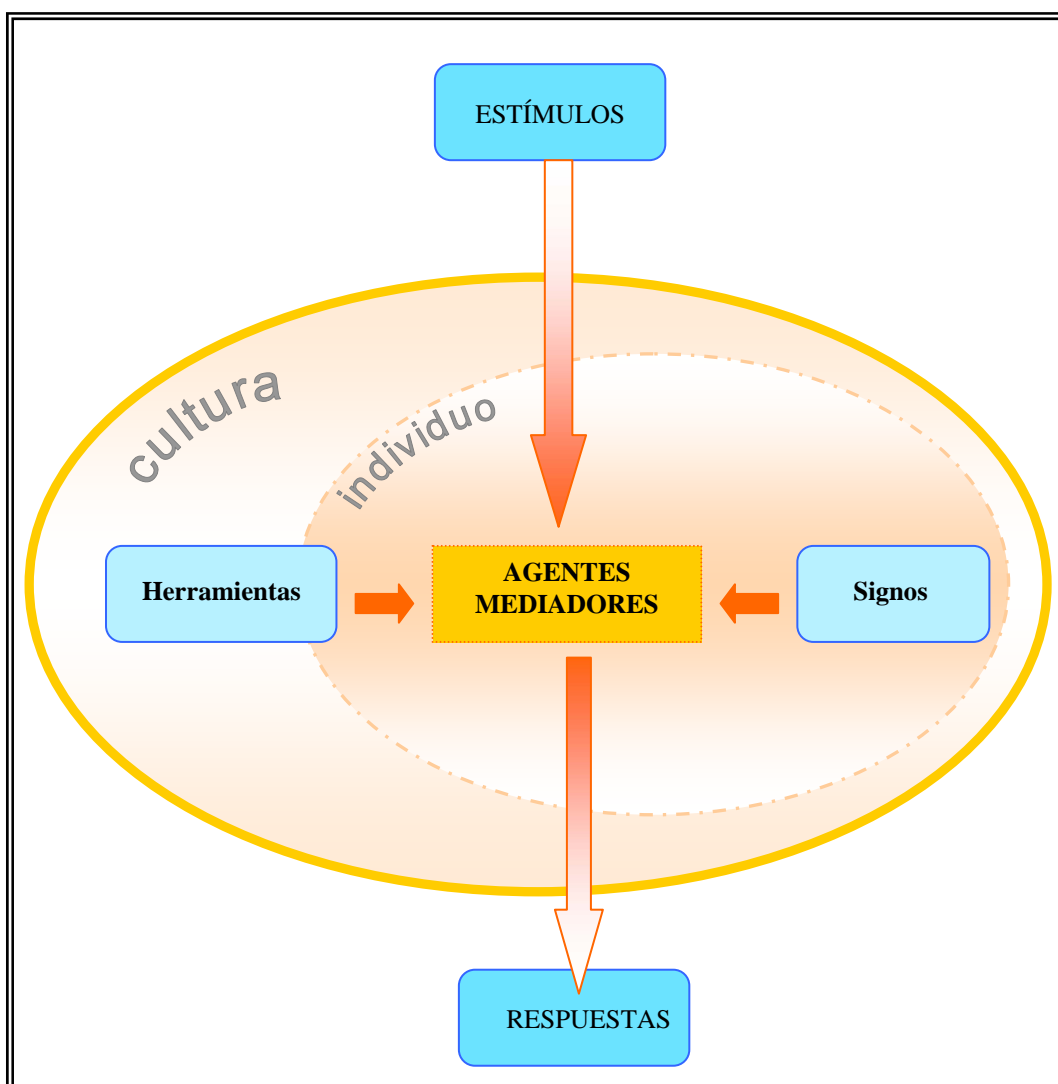 ESTÍMULOS
cultura
individuo
Herramientas
AGENTES
MEDIADORES
Signos
RESPUESTAS